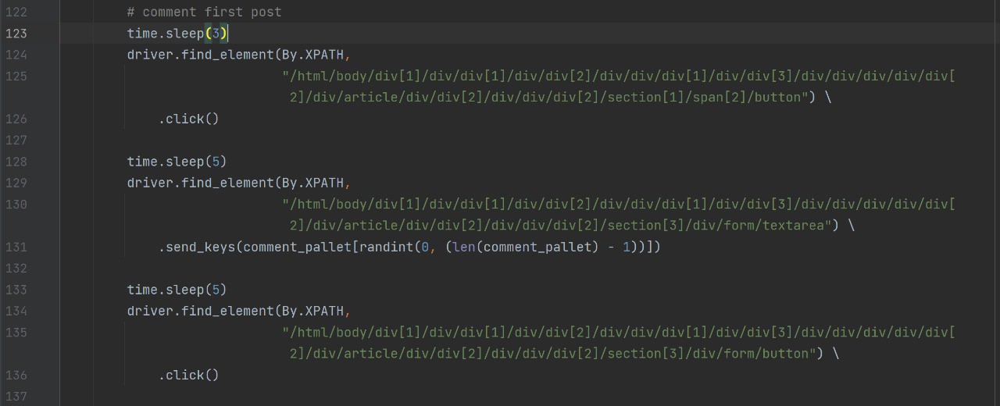 122 # comment first post
123 time.sleep(3)
124 driver.find_element(By.XPATH,
125 "/html/body/div[1]/div/div[1]/div/div[2]/div/div/div[1]/div/div[3]/div/div/div/div/div[
2]/div/article/div/div[2]/div/div/div[2]/section[1]/span[2]/button") \
126 .click()
127
128 time.sleep(5)
129 driver.find_element(By.XPATH,
130 "/html/body/div[1]/div/div[1]/div/div[2]/div/div/div[1]/div/div[3]/div/div/div/div/div[
2]/div/article/div/div[2]/div/div/div[2]/section[3]/div/form/textarea") \
131 .send_keys(comment_pallet[randint(0, (len(comment_pallet) - 1))])
132
133 time.sleep(5)
134 driver.find_element(By.XPATH,
135 "/html/body/div[1]/div/div[1]/div/div[2]/div/div/div[1]/div/div[3]/div/div/div/div/div[
2]/div/article/div/div[2]/div/div/div[2]/section[3]/div/form/button") \
136 .click()
137